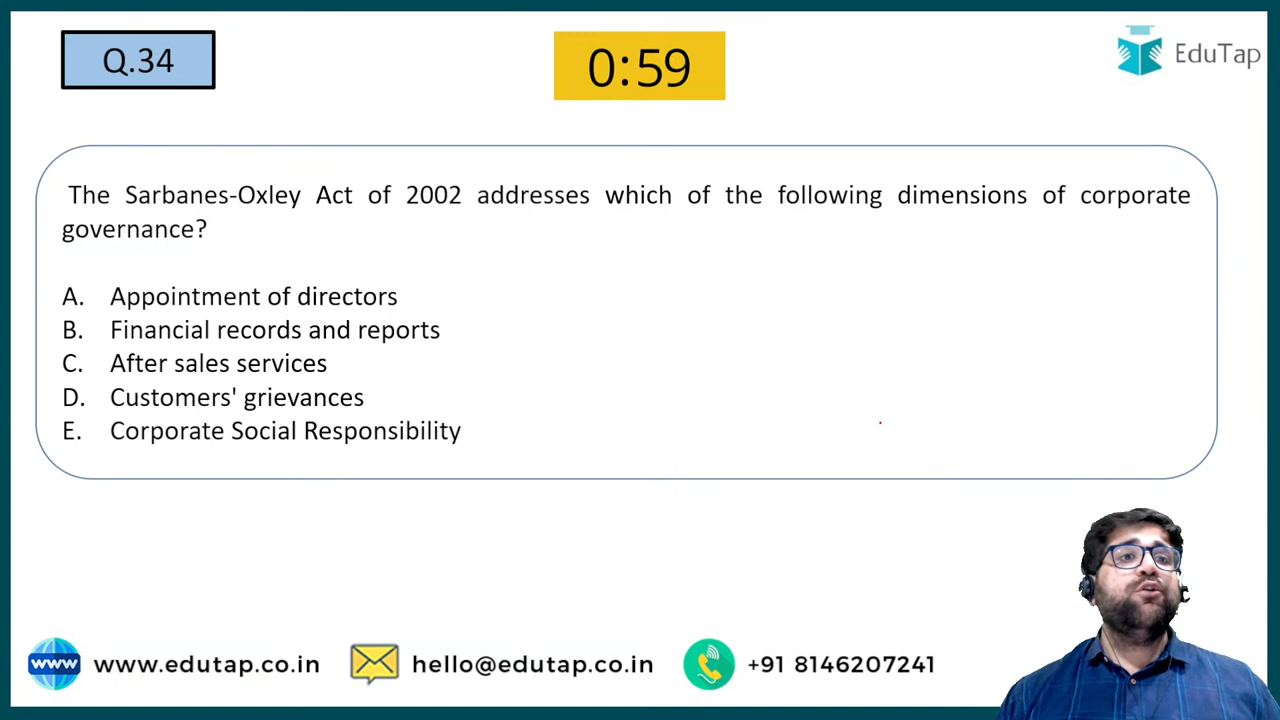 Q.34
0:59
EduTap
The Sarbanes-Oxley Act of 2002 addresses which of the following dimensions of corporate
governance?
A. Appointment of directors
B. Financial records and reports
C. After sales services
D. Customers' grievances
E. Corporate Social Responsibility
www www.edutap.co.in hello@edutap.co.in +91 8146207241